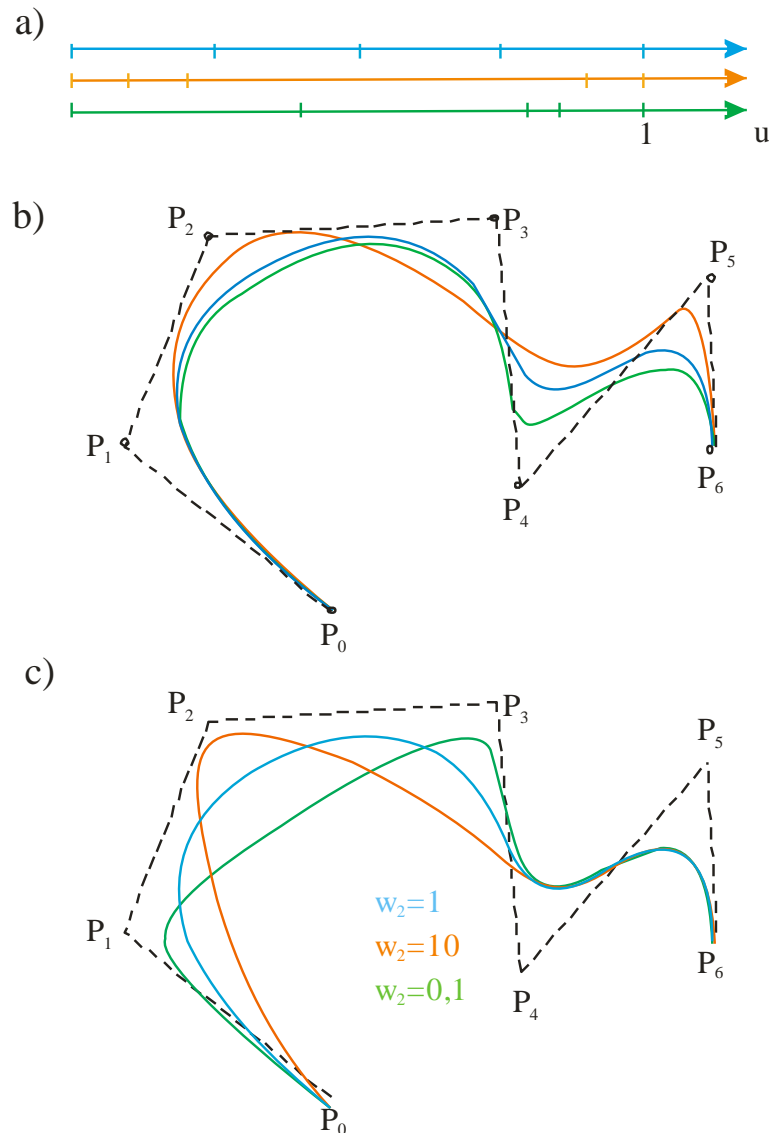 a)
1
u
b)
P₂
P₃
P₅
P₁
P₄
P₆
P₀
c)
P₂
P₃
P₅
w₂=1
P₁
w₂=10
P₆
w₂=0,1
P₄
P₀